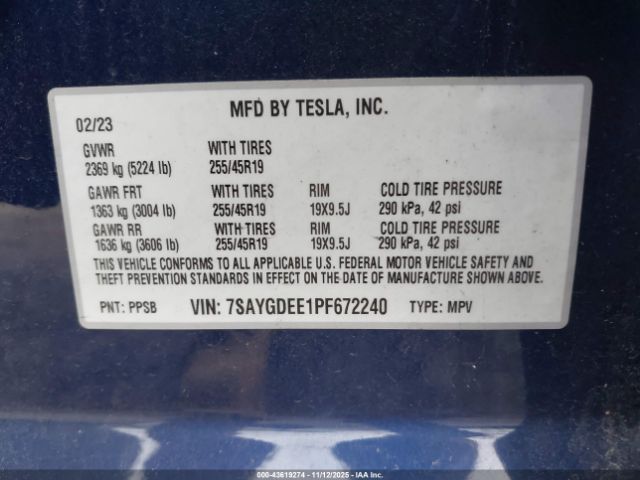 MFD BY TESLA, INC.
02/23
GVWR WITH TIRES
2369 kg (5224 lb) 255/45R19
GAWR FRT WITH TIRES RIM COLD TIRE PRESSURE
1363 kg (3004 lb) 255/45R19 19X9.5J 290 kPa, 42 psi
GAWR RR WITH TIRES RIM COLD TIRE PRESSURE
1636 kg (3606 lb) 255/45R19 19X9.5J 290 kPa, 42 psi
THIS VEHICLE CONFORMS TO ALL APPLICABLE U.S. FEDERAL MOTOR VEHICLE SAFETY AND
THEFT PREVENTION STANDARDS IN EFFECT ON THE DATE OF MANUFACTURE SHOWN ABOVE.
PNT: PPSB VIN: 7SAYGDEE1PF672240 TYPE: MPV
000-43619274 - 11/12/2025 - IAA Corp.